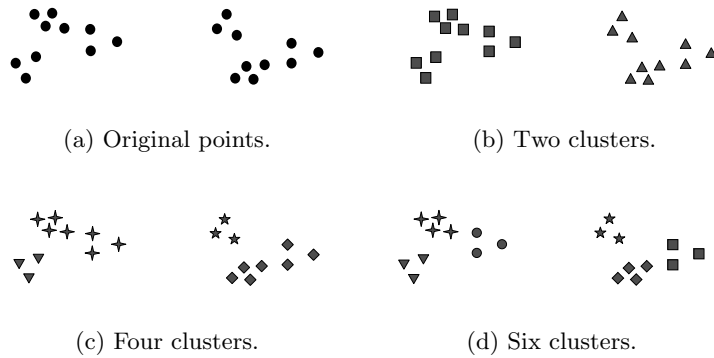 (a) Original points.
(b) Two clusters.
(c) Four clusters.
(d) Six clusters.